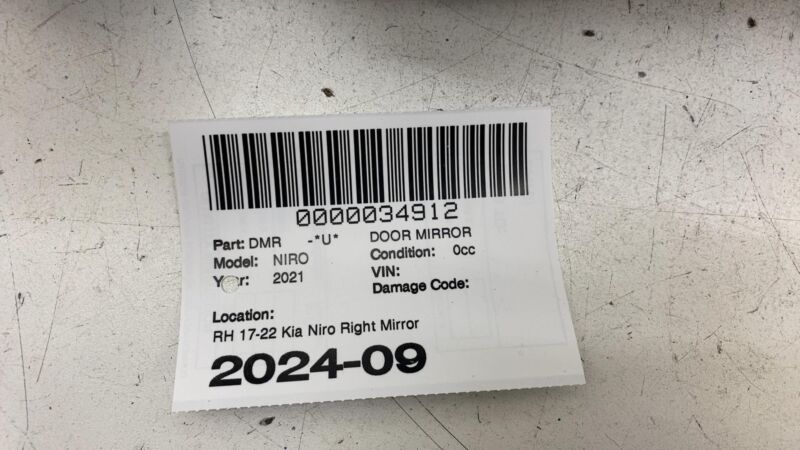 0000034912
Part: DMR -*U* DOOR MIRROR
Model: NIRO Condition: 0cc
Year: 2021 VIN:
Damage Code:
Location:
RH 17-22 Kia Niro Right Mirror
2024-09